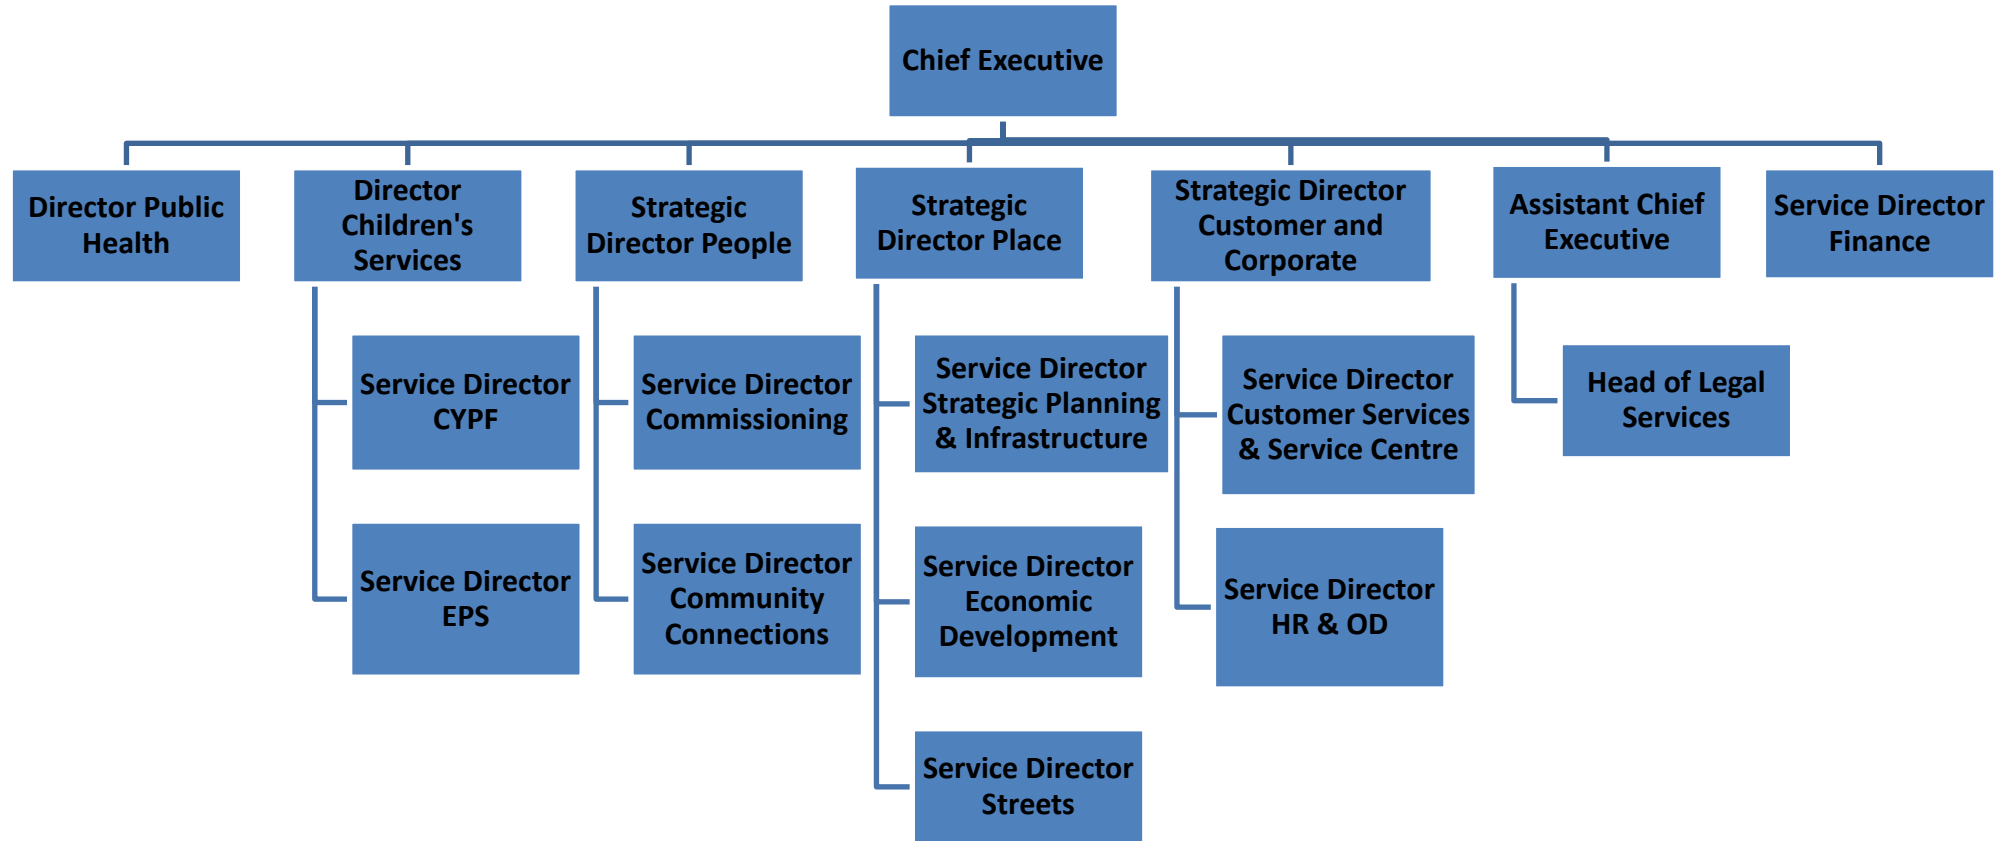 Chief Executive
Director Public
Health
Director
Children's
Services
Strategic
Director People
Strategic
Director Place
Strategic Director
Customer and
Corporate
Assistant Chief
Executive
Service Director
Finance
Service Director
CYPF
Service Director
EPS
Service Director
Commissioning
Service Director
Community
Connections
Service Director
Strategic Planning
& Infrastructure
Service Director
Economic
Development
Service Director
Streets
Service Director
Customer Services
& Service Centre
Service Director
HR & OD
Head of Legal
Services